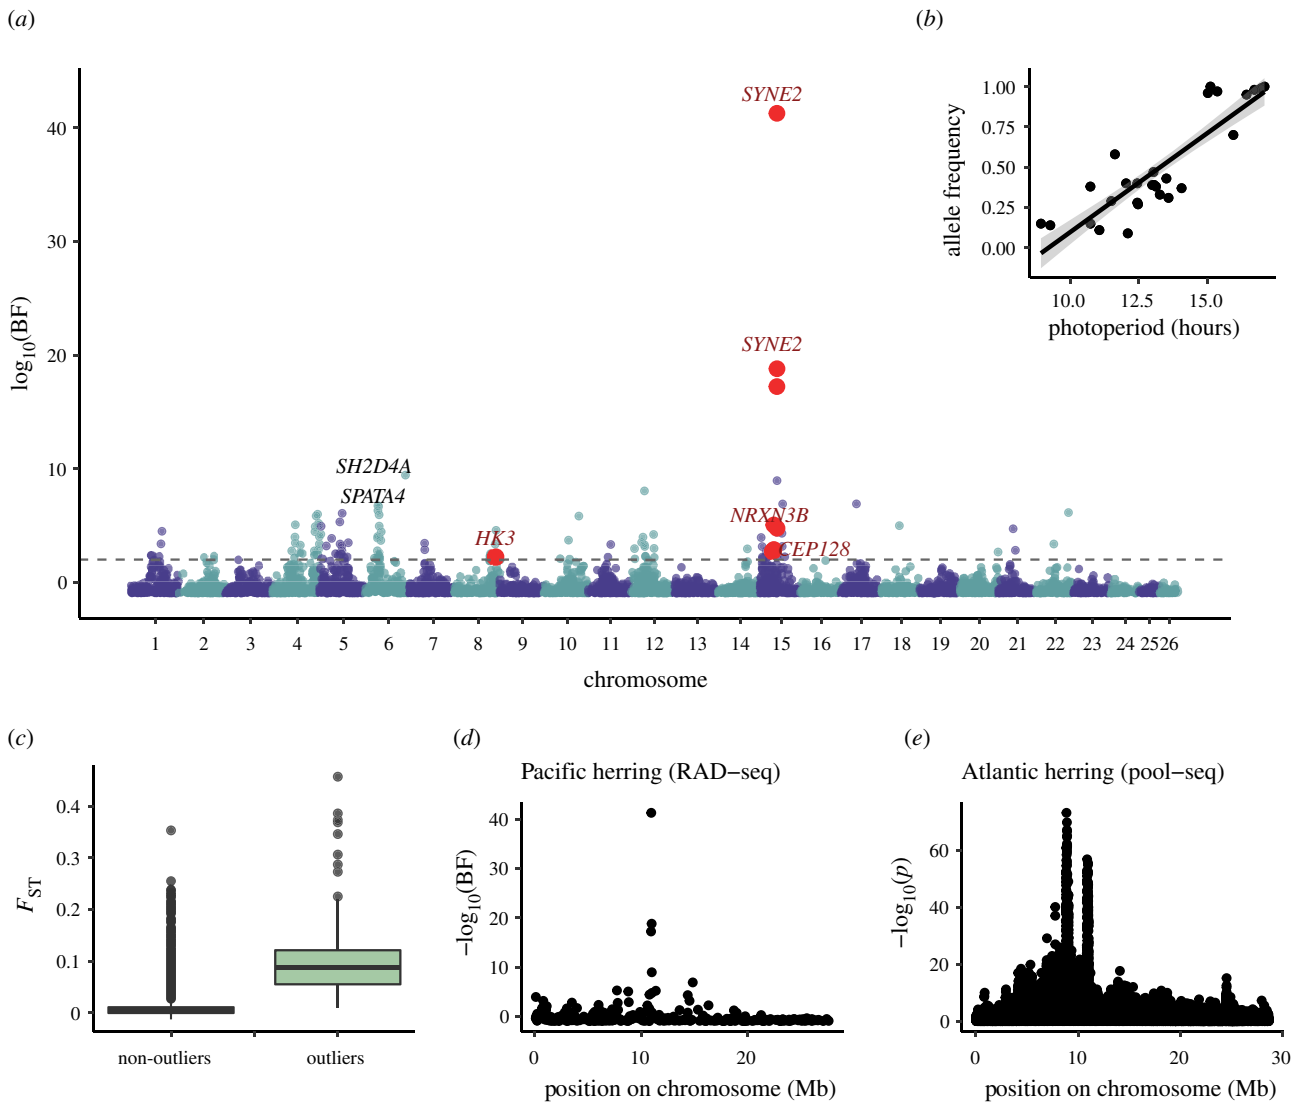 (a)
SYNE2
40
30
log10(BF)
SYNE2
20
10
SH2D4A
SPATA4
HK3
NRXN3B
CEP128
0
1 2 3 4 5 6 7 8 9 10 11 12 13 14 15 16 17 18 19 20 21 22 23 24 25 26
chromosome
(b)
1.00
0.75
0.50
0.25
0.00
allele frequency
10.0 12.5 15.0
photoperiod (hours)
(c)
0.4
0.3
0.2
0.1
0
FST
non-outliers outliers
(d)
Pacific herring (RAD−seq)
40
30
20
10
0
−log10(BF)
0 10 20
position on chromosome (Mb)
(e)
Atlantic herring (pool−seq)
60
40
20
0
−log10(p)
0 10 20 30
position on chromosome (Mb)